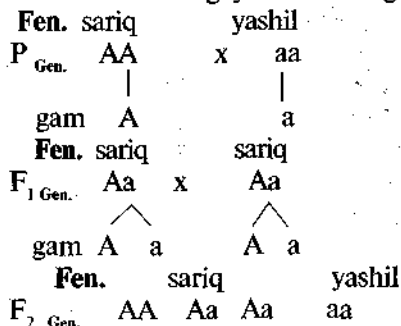 Fen. sariq yashil
P Gen. AA x aa
gam A a
Fen. sariq sariq
F1 Gen. Aa x Aa
gam A a A a
Fen. sariq yashil
F2 Gen. AA Aa Aa aa